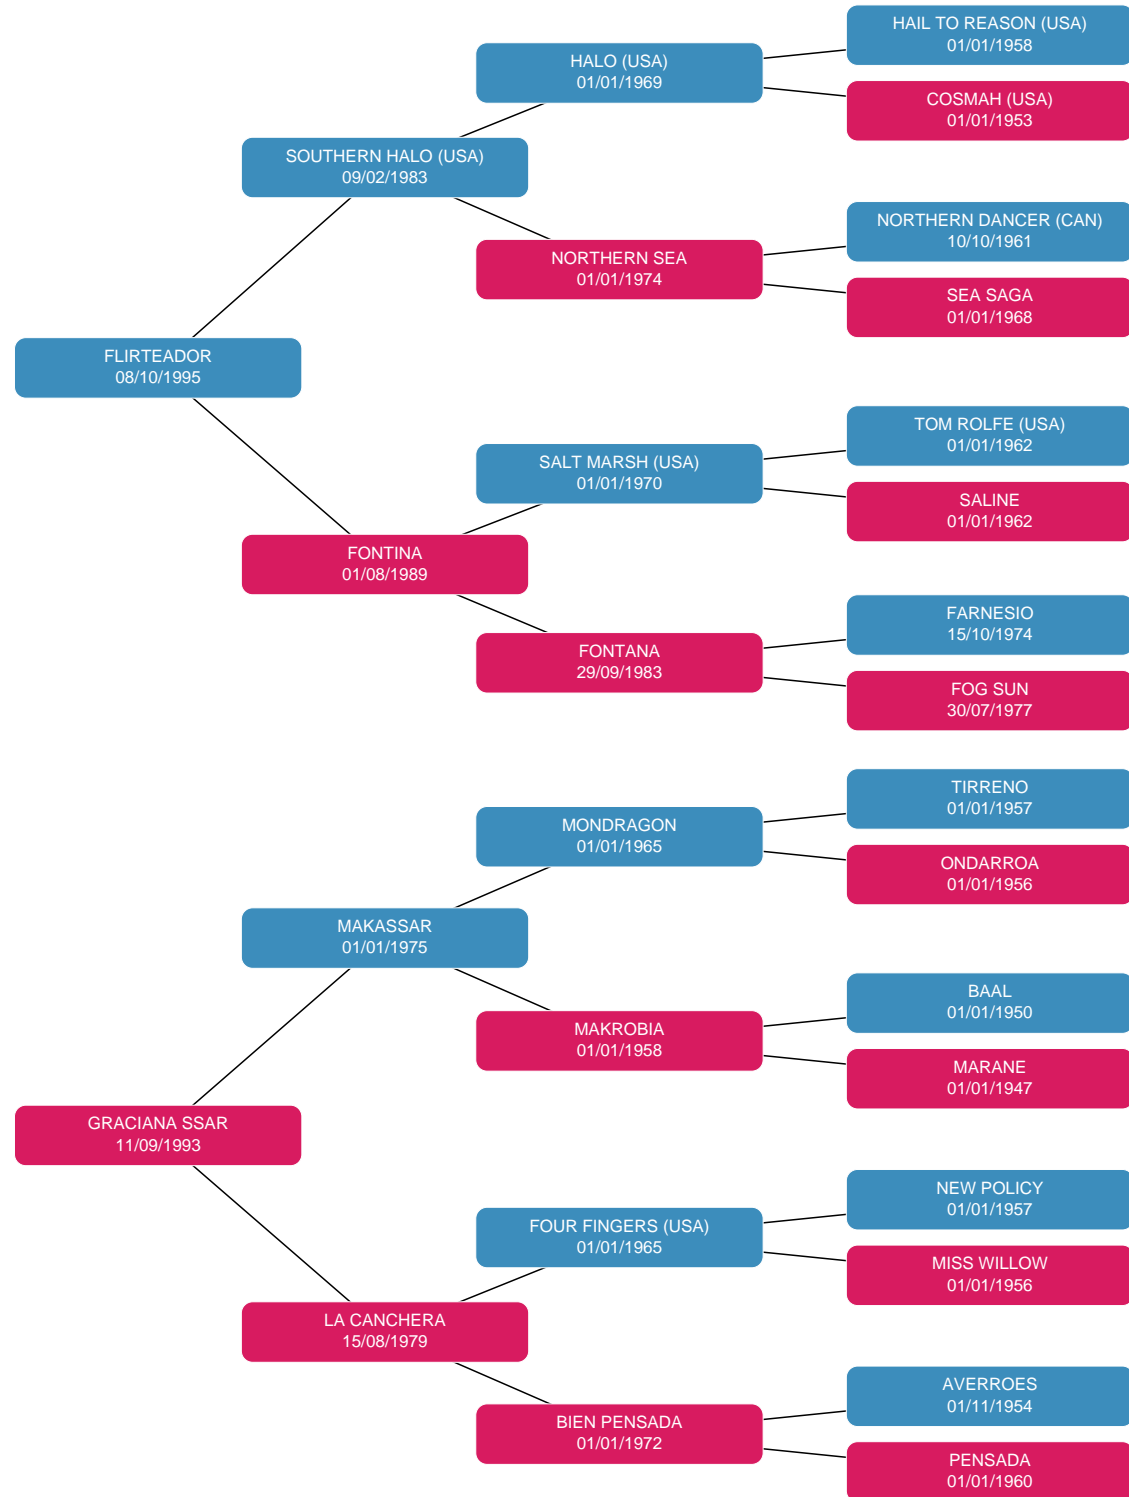 HAIL TO REASON (USA)
01/01/1958
HALO (USA)
01/01/1969
COSMAH (USA)
01/01/1953
SOUTHERN HALO (USA)
09/02/1983
NORTHERN DANCER (CAN)
10/10/1961
NORTHERN SEA
01/01/1974
SEA SAGA
01/01/1968
FLIRTEADOR
08/10/1995
TOM ROLFE (USA)
01/01/1962
SALT MARSH (USA)
01/01/1970
SALINE
01/01/1962
FONTINA
01/08/1989
FARNESIO
15/10/1974
FONTANA
29/09/1983
FOG SUN
30/07/1977
TIRRENO
01/01/1957
MONDRAGON
01/01/1965
ONDARROA
01/01/1956
MAKASSAR
01/01/1975
BAAL
01/01/1950
MAKROBIA
01/01/1958
MARANE
01/01/1947
GRACIANA SSAR
11/09/1993
NEW POLICY
01/01/1957
FOUR FINGERS (USA)
01/01/1965
MISS WILLOW
01/01/1956
LA CANCHERA
15/08/1979
AVERROES
01/11/1954
BIEN PENSADA
01/01/1972
PENSADA
01/01/1960